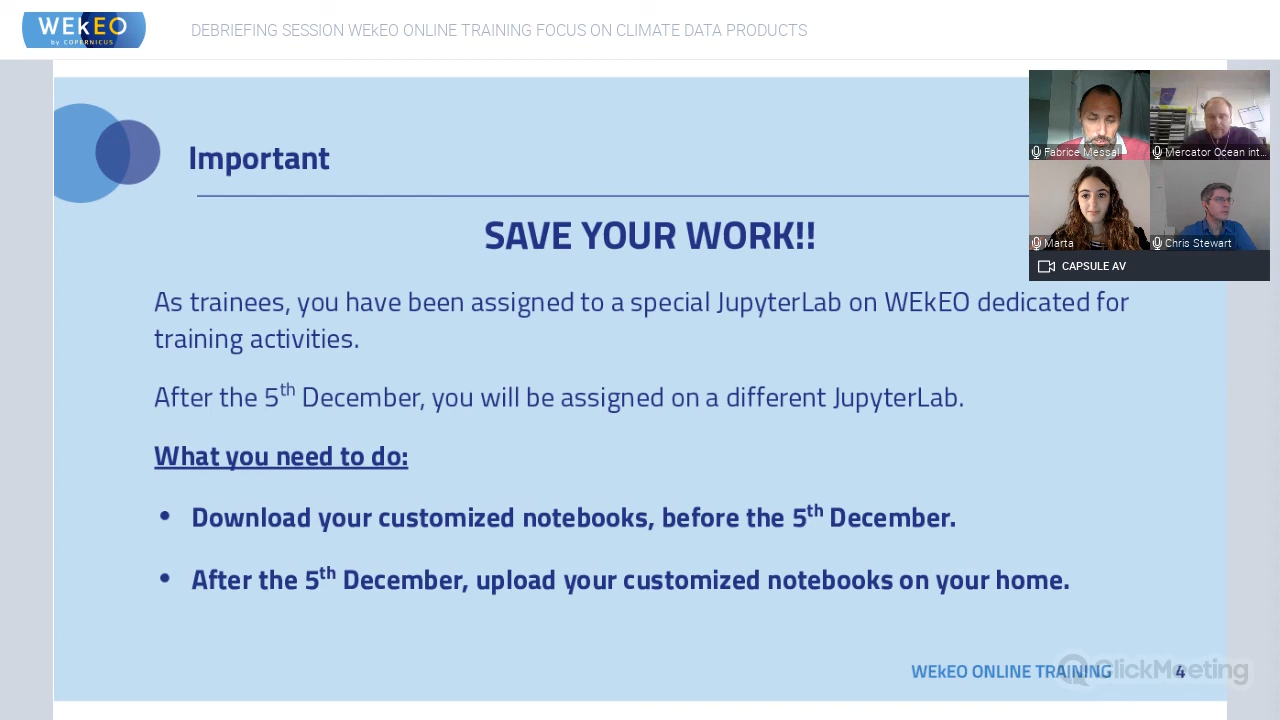 WEkEO
by COPERNICUS
DEBRIEFING SESSION WEkEO ONLINE TRAINING FOCUS ON CLIMATE DATA PRODUCTS
Important
SAVE YOUR WORK!!
As trainees, you have been assigned to a special JupyterLab on WEkEO dedicated for
training activities.
After the 5th December, you will be assigned on a different JupyterLab.
What you need to do:
• Download your customized notebooks, before the 5th December.
• After the 5th December, upload your customized notebooks on your home.
Fabrice Messal
Mercator Ocean int...
Marta
Chris Stewart
CAPSULE AV
WEkEO ONLINE TRAINING
4
ClickMeeting